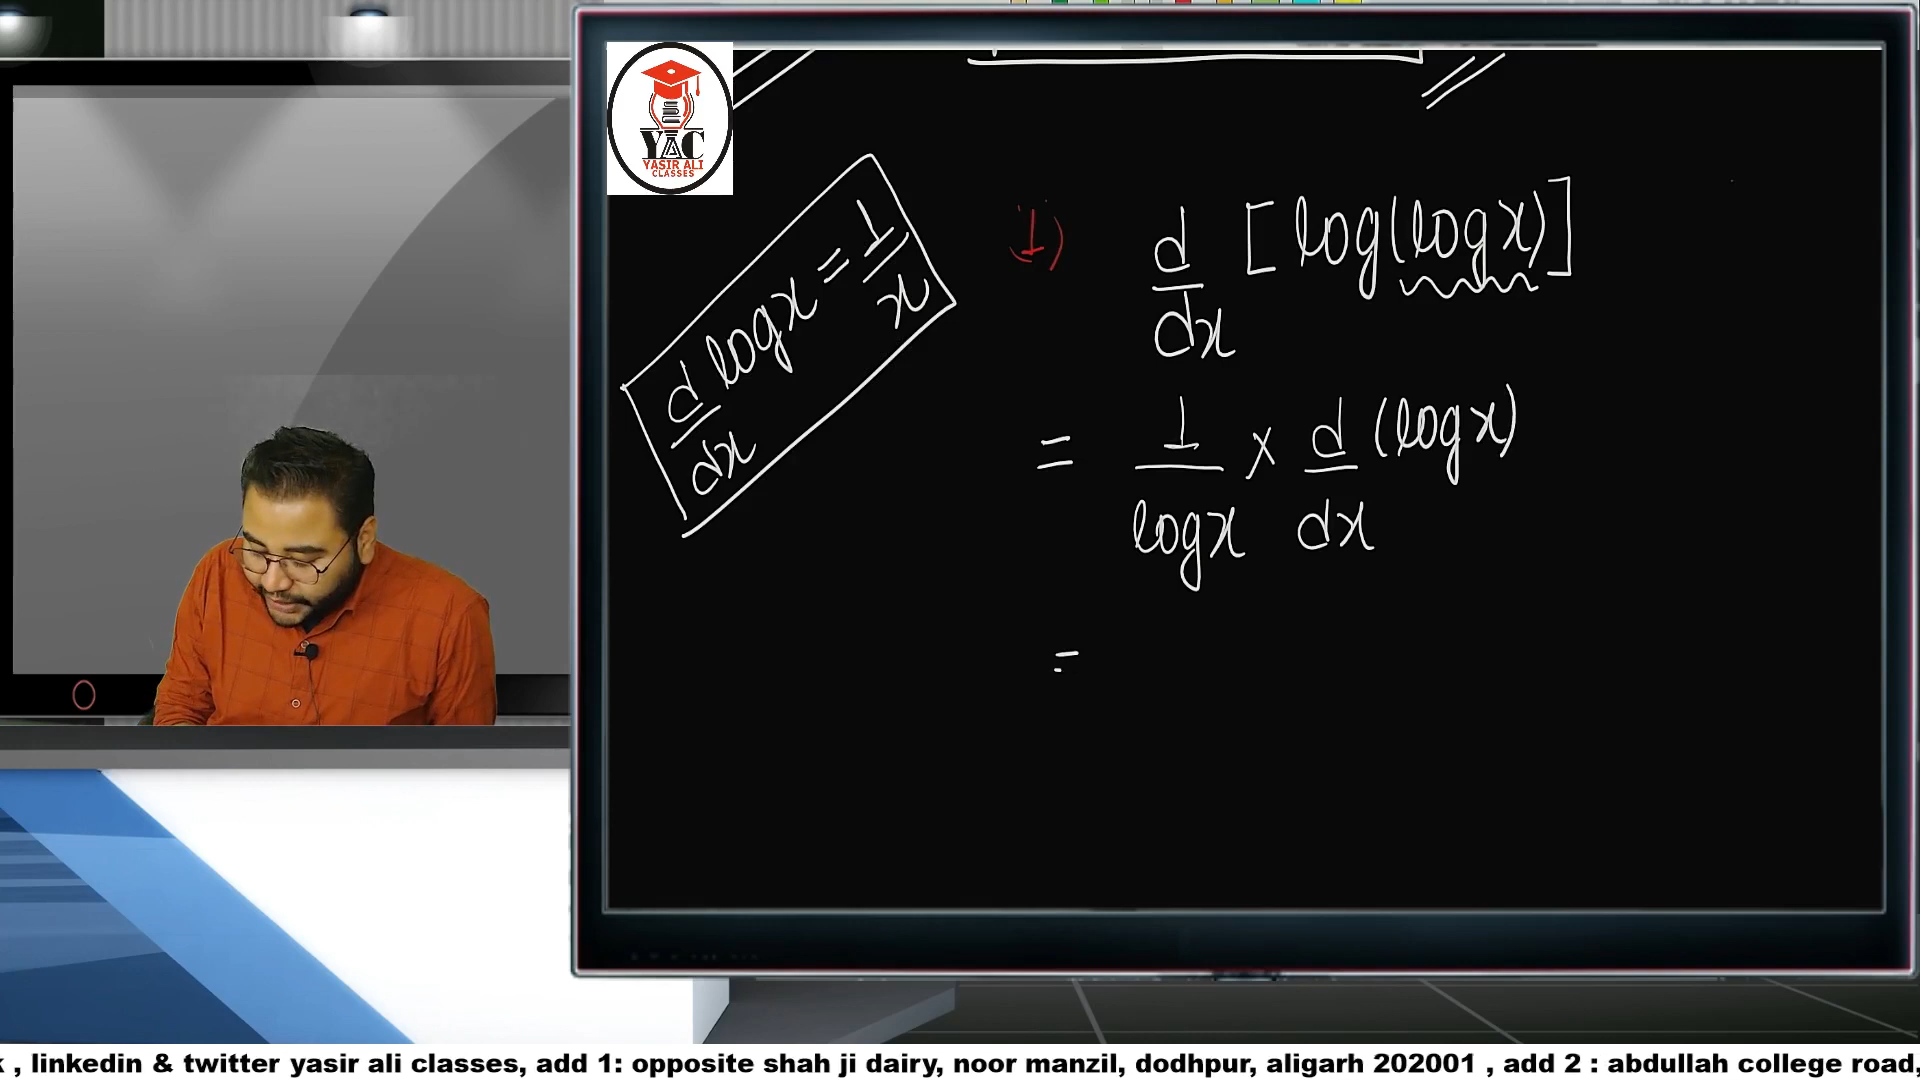 YAC
YASIR ALI
CLASSES
d/dx log x = 1/x
1) d/dx [log(log x)]
= 1/log x × d/dx (log x)
=
, linkedin & twitter yasir ali classes, add 1: opposite shah ji dairy, noor manzil, dodhpur, aligarh 202001 , add 2 : abdullah college road,